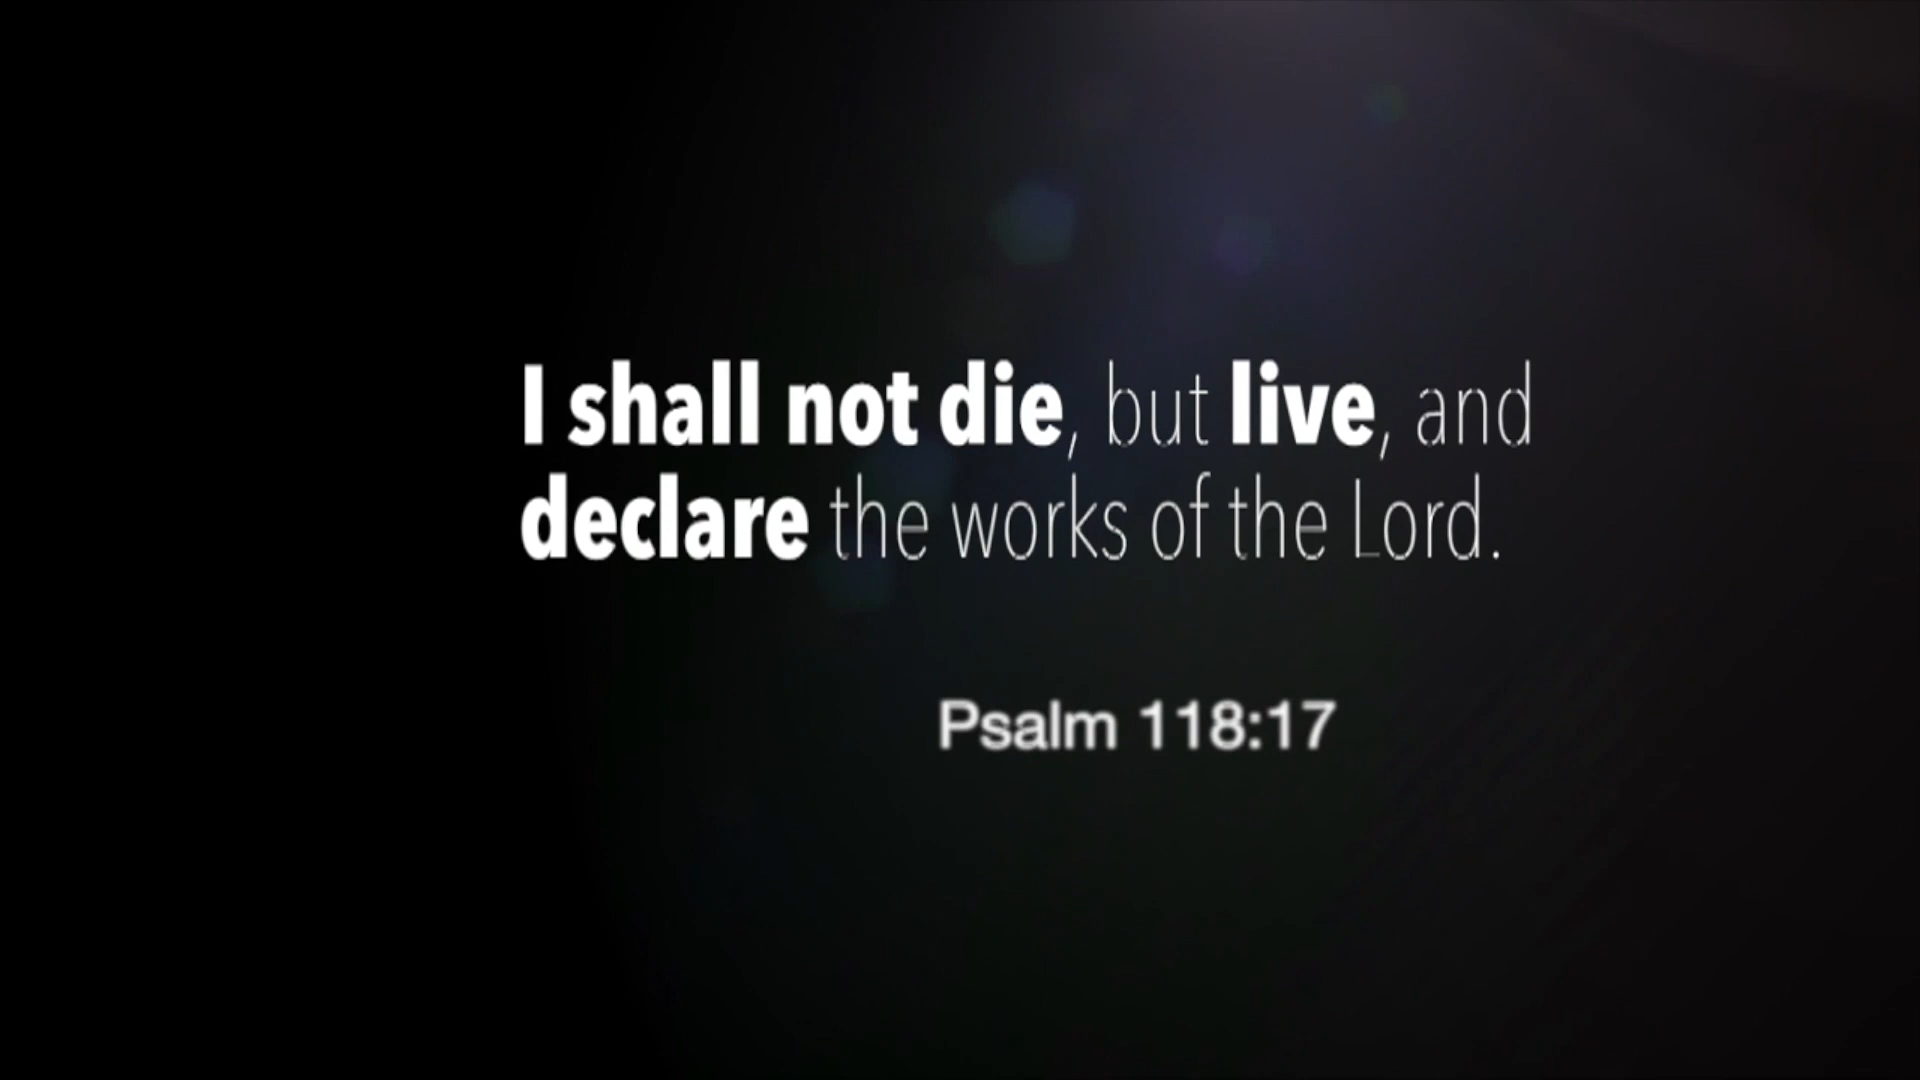 I shall not die, but live, and
declare the works of the Lord.
Psalm 118:17